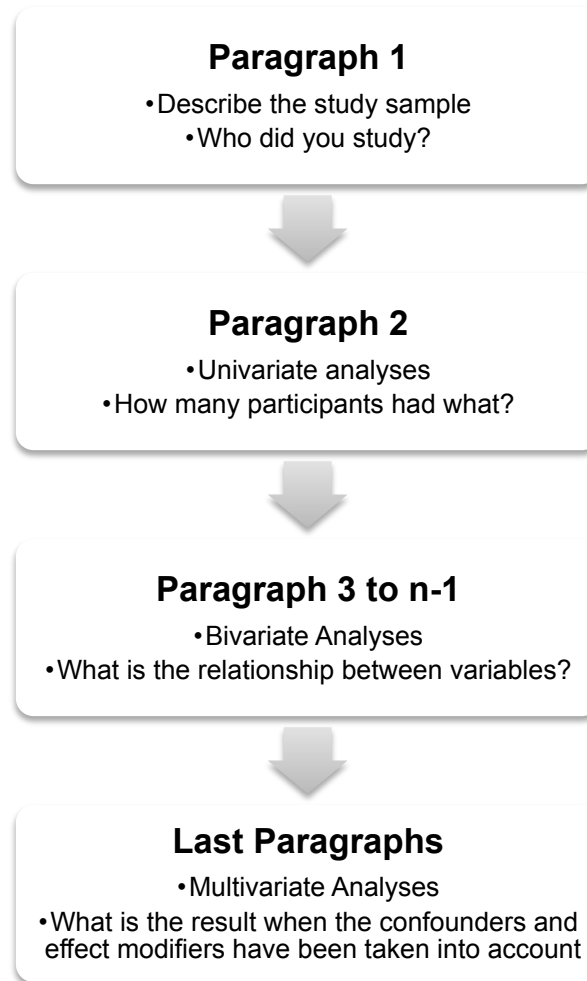 Paragraph 1
•Describe the study sample
•Who did you study?
Paragraph 2
•Univariate analyses
•How many participants had what?
Paragraph 3 to n-1
•Bivariate Analyses
•What is the relationship between variables?
Last Paragraphs
•Multivariate Analyses
•What is the result when the confounders and
effect modifiers have been taken into account